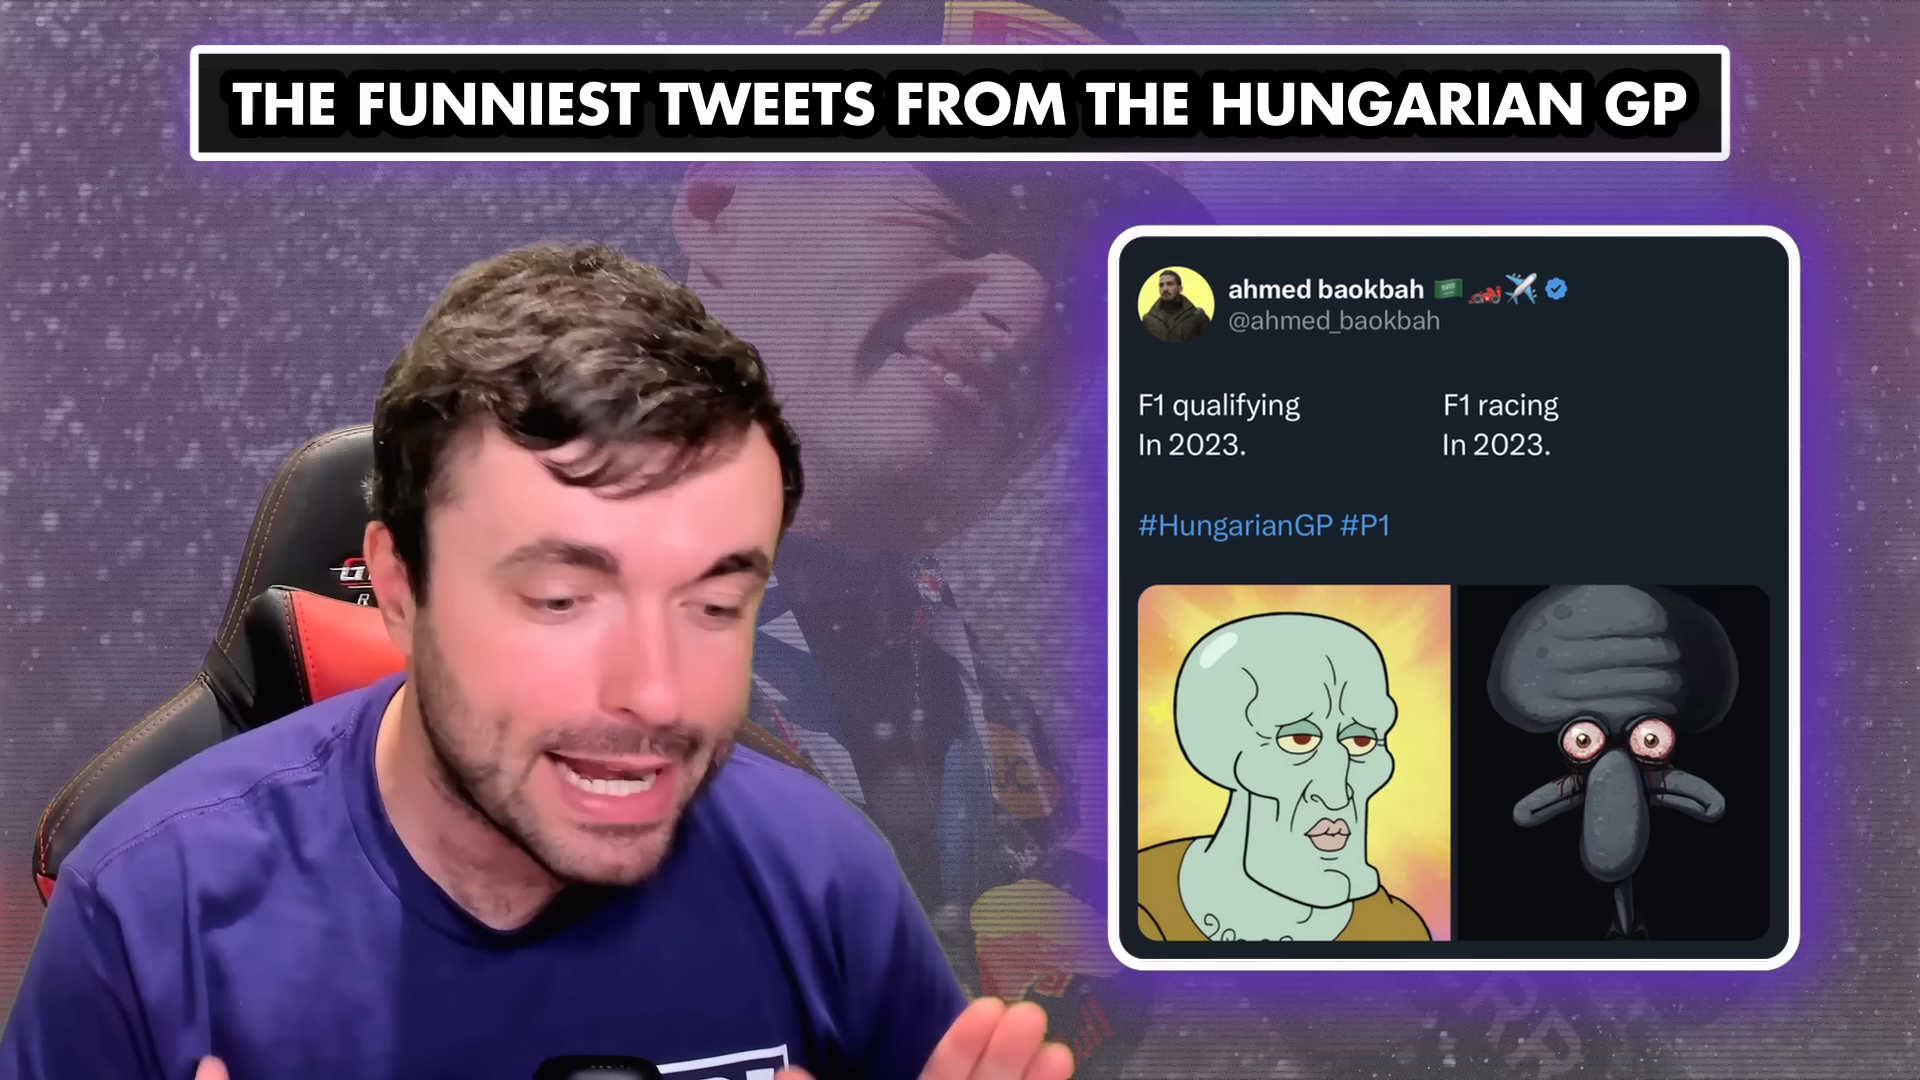 THE FUNNIEST TWEETS FROM THE HUNGARIAN GP
ahmed baokbah
@ahmed_baokbah
F1 qualifying
In 2023.
F1 racing
In 2023.
#HungarianGP #P1